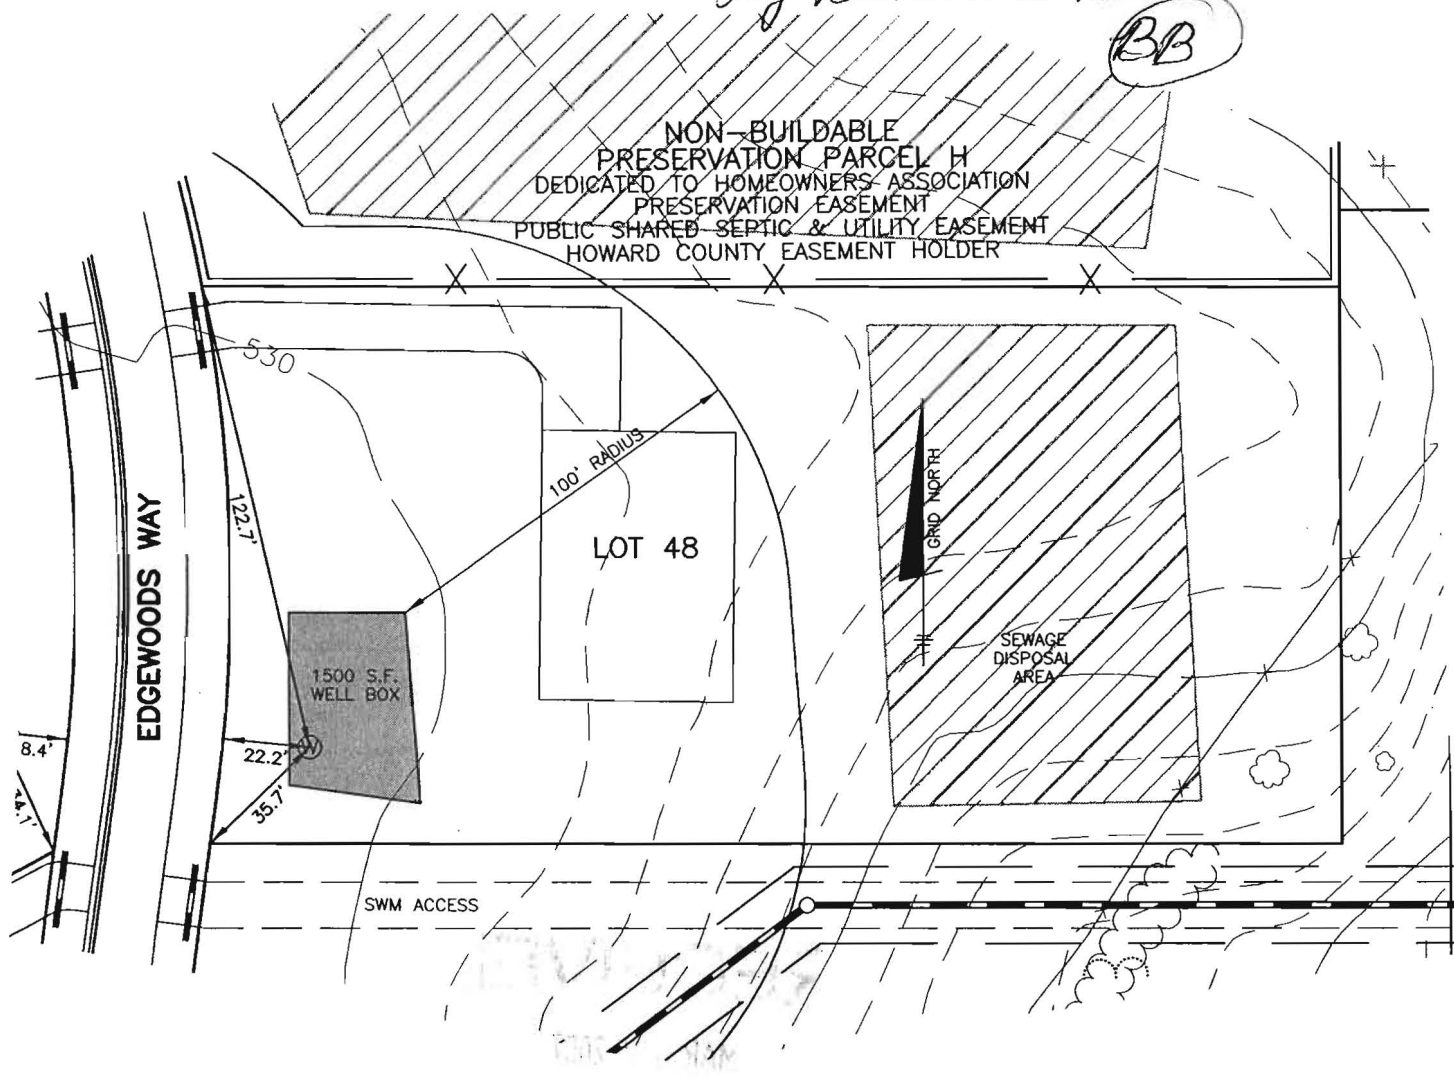 BB
NON-BUILDABLE
PRESERVATION PARCEL H
DEDICATED TO HOMEOWNERS ASSOCIATION
PRESERVATION EASEMENT
PUBLIC SHARED SEPTIC & UTILITY EASEMENT
HOWARD COUNTY EASEMENT HOLDER
530
100' RADIUS
122.7'
GRID NORTH
LOT 48
EDGEWOODS WAY
SEWAGE
DISPOSAL
AREA
1500 S.F.
WELL BOX
W
8.4'
22.2'
35.7'
SWM ACCESS